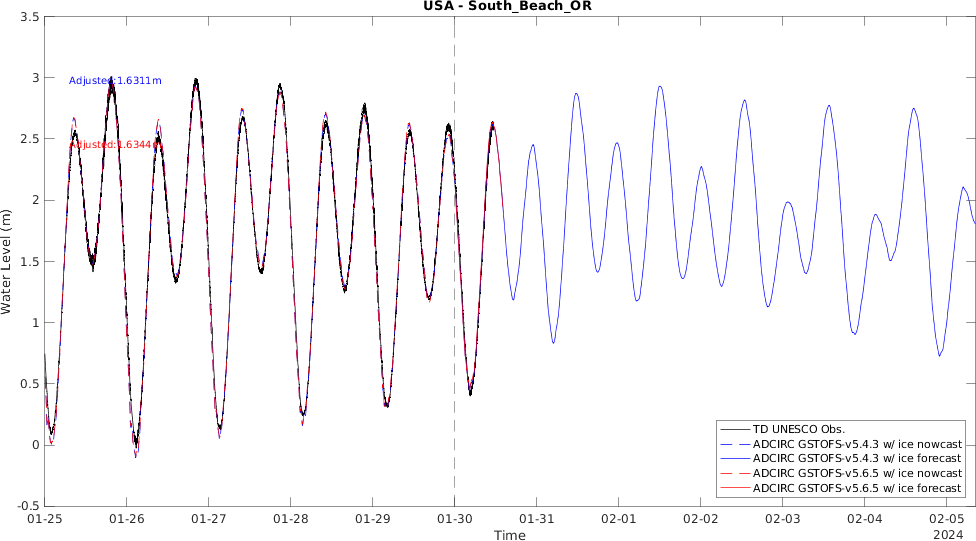 USA - South_Beach_OR
3.5
3
2.5
2
1.5
1
0.5
0
-0.5
Water Level (m)
Adjusted:1.6311m
Adjusted:1.6344m
TD UNESCO Obs.
ADCIRC GSTOFS-v5.4.3 w/ ice nowcast
ADCIRC GSTOFS-v5.4.3 w/ ice forecast
ADCIRC GSTOFS-v5.6.5 w/ ice nowcast
ADCIRC GSTOFS-v5.6.5 w/ ice forecast
01-25 01-26 01-27 01-28 01-29 01-30 01-31 02-01 02-02 02-03 02-04 02-05
Time
2024